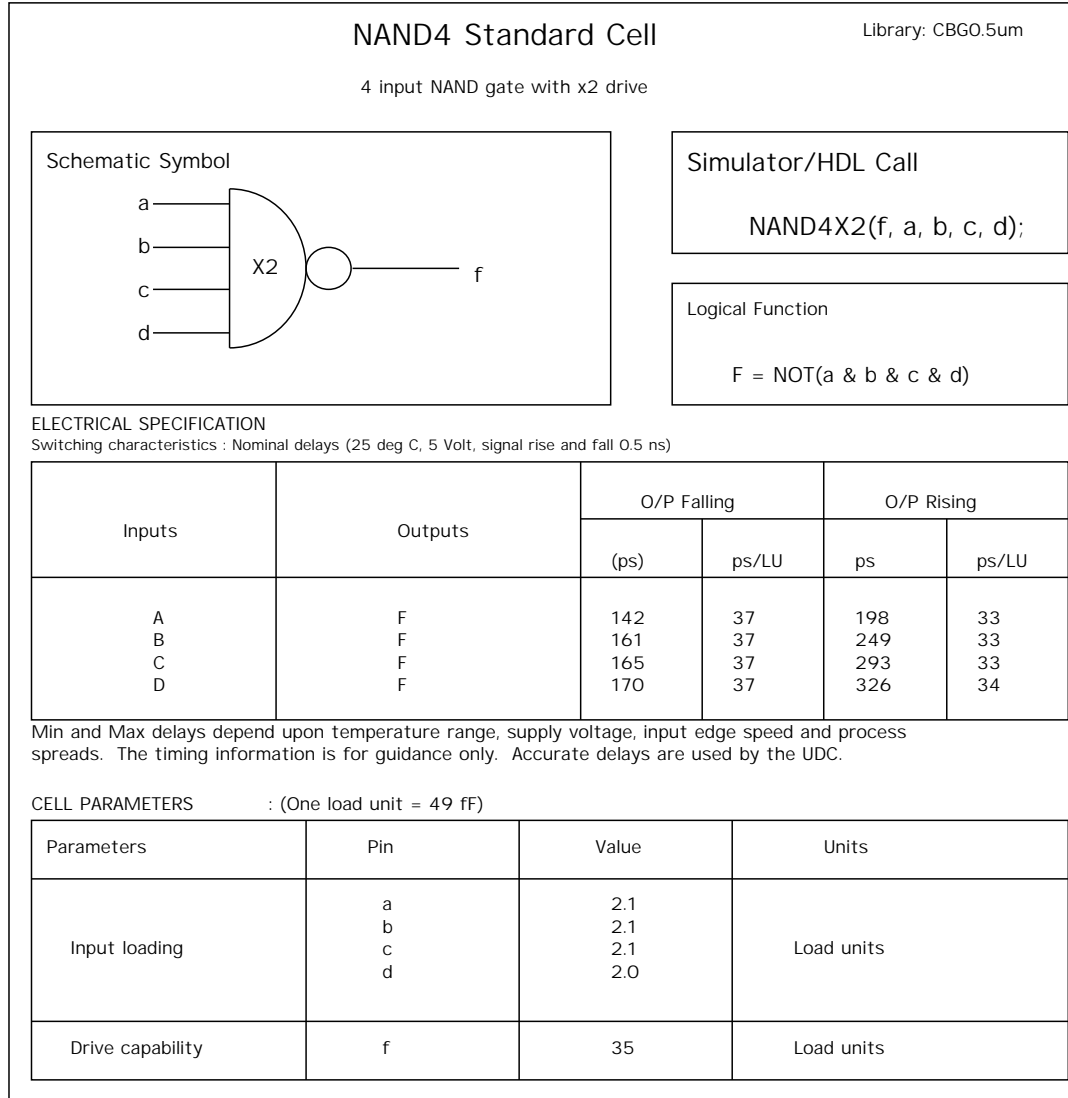 NAND4 Standard Cell
Library: CBG0.5um
4 input NAND gate with x2 drive
Schematic Symbol
a
b
X2
f
c
d
Simulator/HDL Call
NAND4X2(f, a, b, c, d);
Logical Function
F = NOT(a & b & c & d)
ELECTRICAL SPECIFICATION
Switching characteristics : Nominal delays (25 deg C, 5 Volt, signal rise and fall 0.5 ns)
Inputs Outputs O/P Falling O/P Rising
(ps) ps/LU ps ps/LU
A F 142 37 198 33
B F 161 37 249 33
C F 165 37 293 33
D F 170 37 326 34
Min and Max delays depend upon temperature range, supply voltage, input edge speed and process
spreads. The timing information is for guidance only. Accurate delays are used by the UDC.
CELL PARAMETERS : (One load unit = 49 fF)
Parameters Pin Value Units
Input loading
a 2.1
b 2.1
c 2.1
d 2.0
Load units
Drive capability f 35 Load units